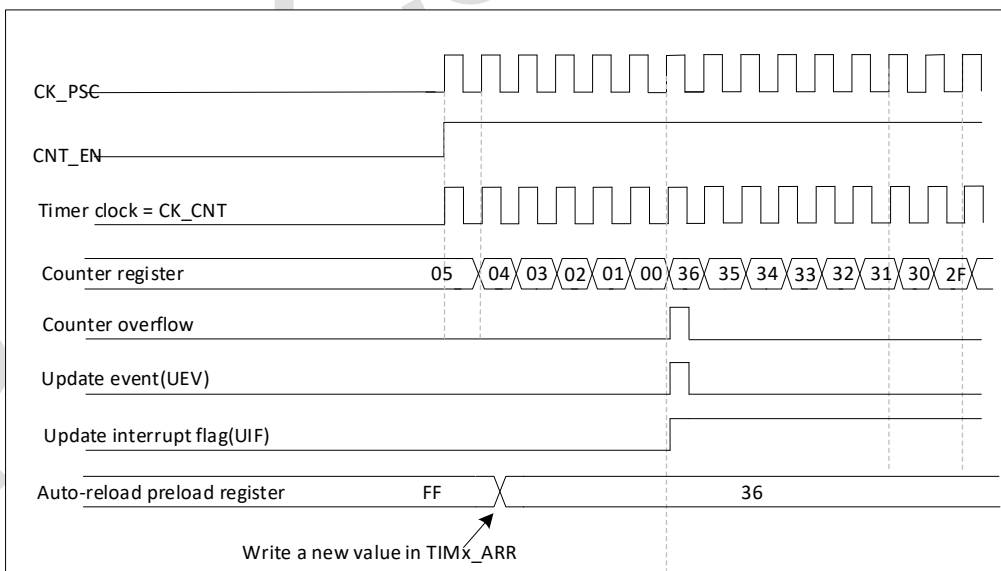 CK_PSC
CNT_EN
Timer clock = CK_CNT
Counter register 05 04 03 02 01 00 36 35 34 33 32 31 30 2F
Counter overflow
Update event(UEV)
Update interrupt flag(UIF)
Auto-reload preload register FF 36
Write a new value in TIMx_ARR